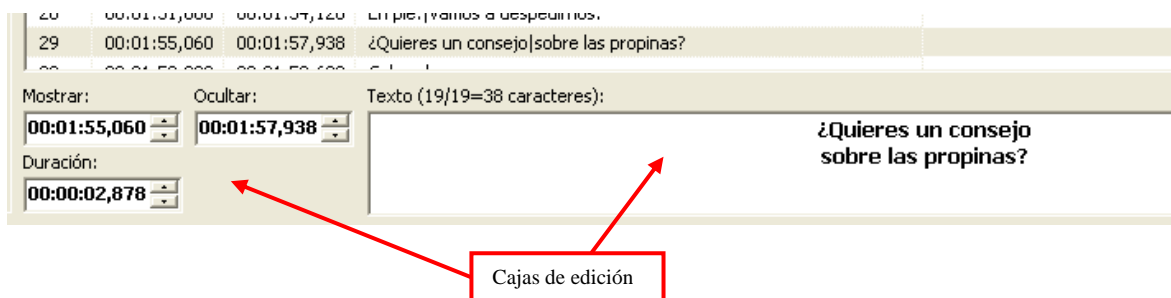 29 00:01:55,060 00:01:57,938 ¿Quieres un consejo|sobre las propinas?
Mostrar: Ocultar: Texto (19/19=38 caracteres):
00:01:55,060 00:01:57,938 ¿Quieres un consejo
sobre las propinas?
Duración:
00:00:02,878
Cajas de edición